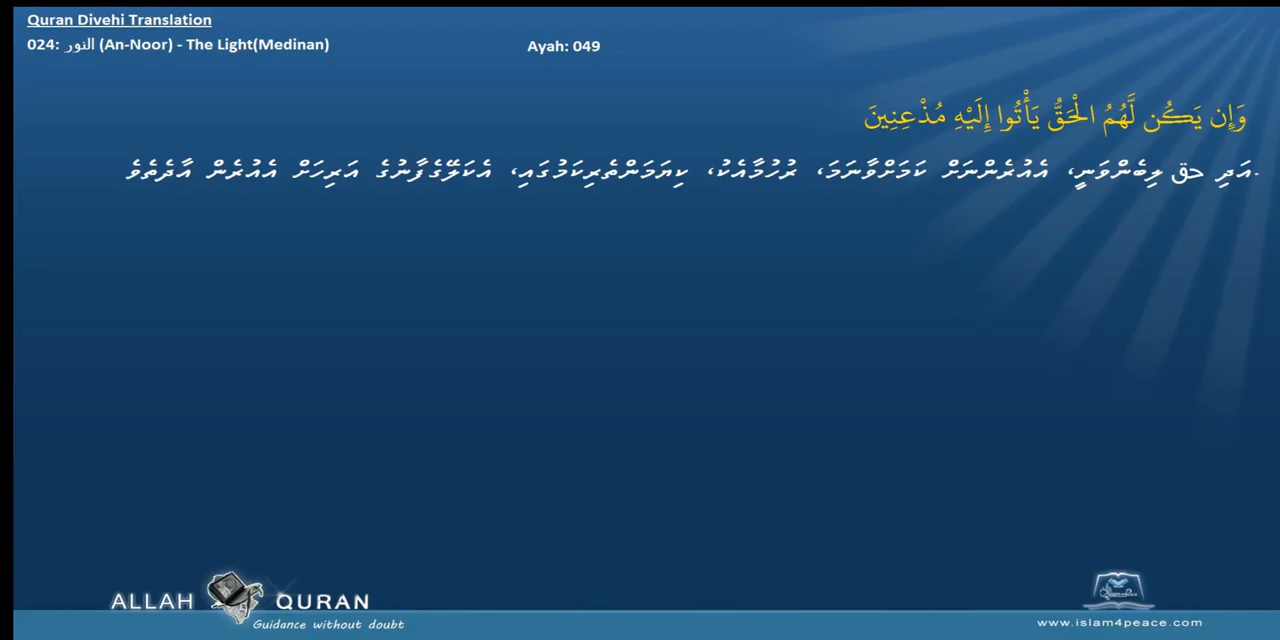 Quran Divehi Translation
024: النور (An-Noor) - The Light(Medinan)
Ayah: 049
وَإِن يَكُن لَّهُمُ الْحَقُّ يَأْتُوا إِلَيْهِ مُذْعِنِينَ
އަދި حق ލިބެންވަނީ، އެއުރެންނަށް ކަމަށްވާނަމަ، ރުހުމާއެކު، ކިޔަމަންތެރިކަމުގައި، އެކަލޭގެފާނުގެ އަރިހަށް އެއުރެން އާދެތެވެ.
ALLAH QURAN
Guidance without doubt
www.islam4peace.com